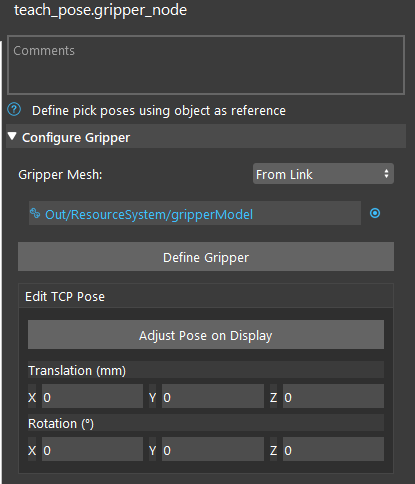 teach_pose.gripper_node
Comments
? Define pick poses using object as reference
Configure Gripper
Gripper Mesh: From Link
Out/ResourceSystem/gripperModel
Define Gripper
Edit TCP Pose
Adjust Pose on Display
Translation (mm)
X 0 Y 0 Z 0
Rotation (°)
X 0 Y 0 Z 0